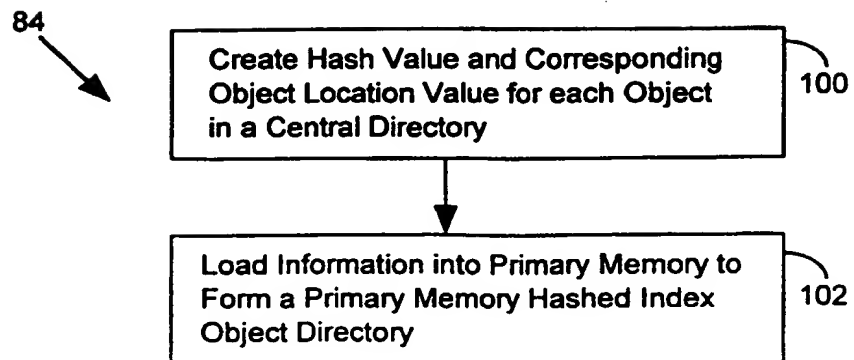 84
Create Hash Value and Corresponding
Object Location Value for each Object
in a Central Directory
100
Load Information into Primary Memory to
Form a Primary Memory Hashed Index
Object Directory
102